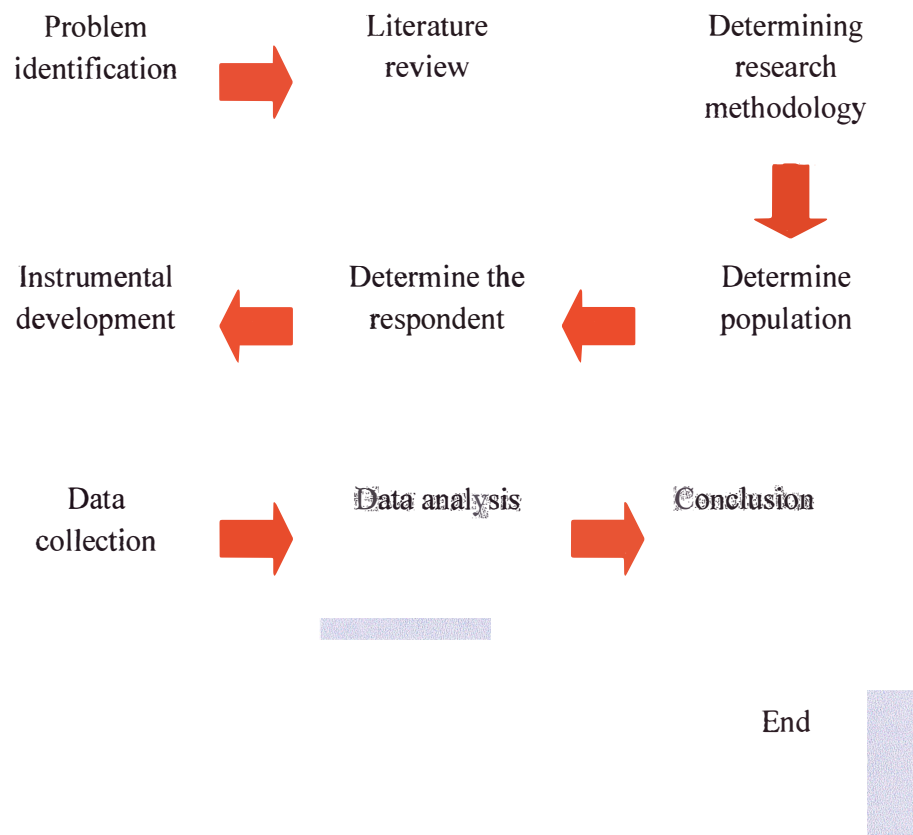 Problem
identification
Literature
review
Determining
research
methodology
Instrumental
development
Determine the
respondent
Determine
population
Data
collection
Data analysis
Conclusion
End